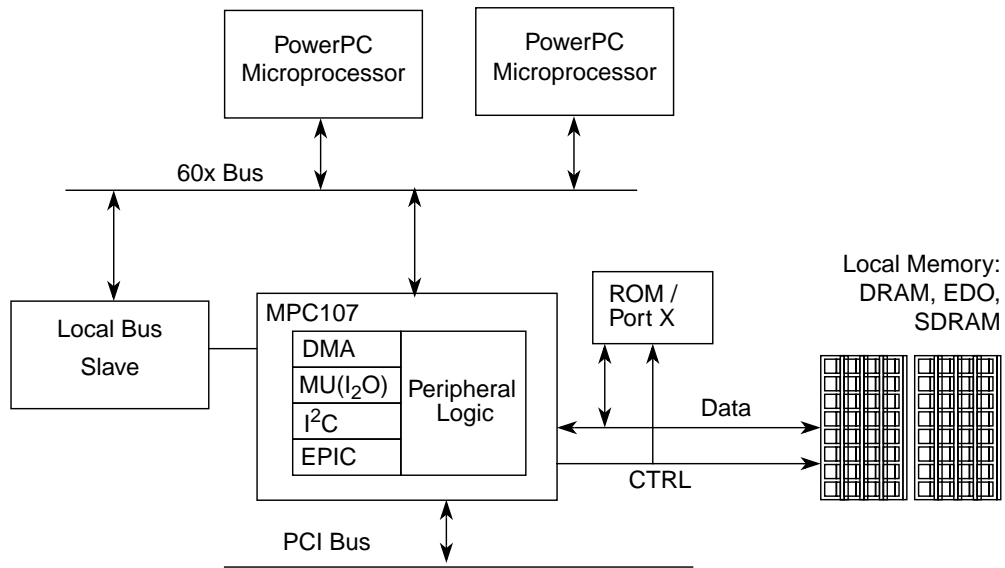 PowerPC
Microprocessor
PowerPC
Microprocessor
60x Bus
Local Bus
Slave
MPC107
DMA
MU(I₂O)
I²C
EPIC
Peripheral
Logic
ROM /
Port X
Local Memory:
DRAM, EDO,
SDRAM
Data
CTRL
PCI Bus